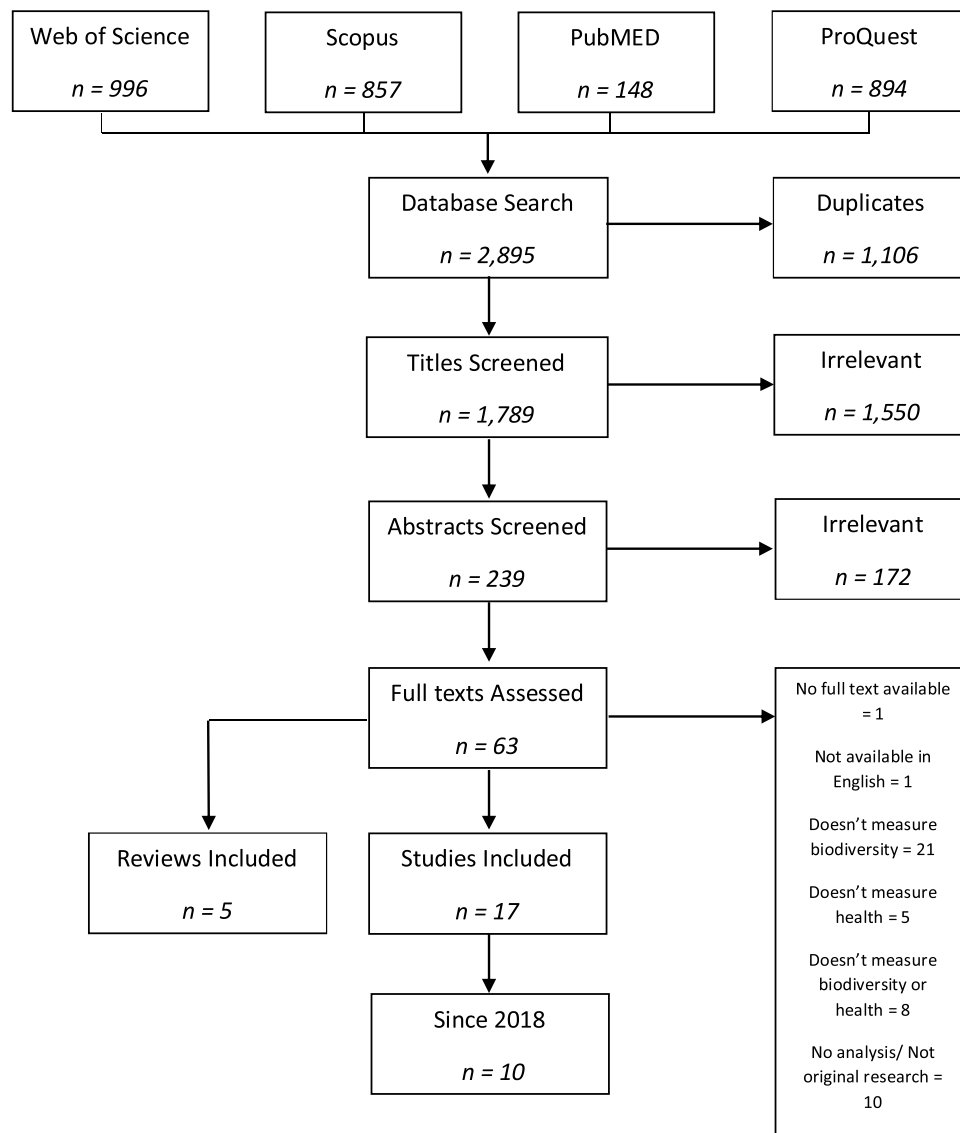 Web of Science
n = 996
Scopus
n = 857
PubMED
n = 148
ProQuest
n = 894
Database Search
n = 2,895
Duplicates
n = 1,106
Titles Screened
n = 1,789
Irrelevant
n = 1,550
Abstracts Screened
n = 239
Irrelevant
n = 172
Full texts Assessed
n = 63
No full text available
= 1
Not available in
English = 1
Doesn’t measure
biodiversity = 21
Doesn’t measure
health = 5
Doesn’t measure
biodiversity or
health = 8
No analysis/ Not
original research =
10
Reviews Included
n = 5
Studies Included
n = 17
Since 2018
n = 10